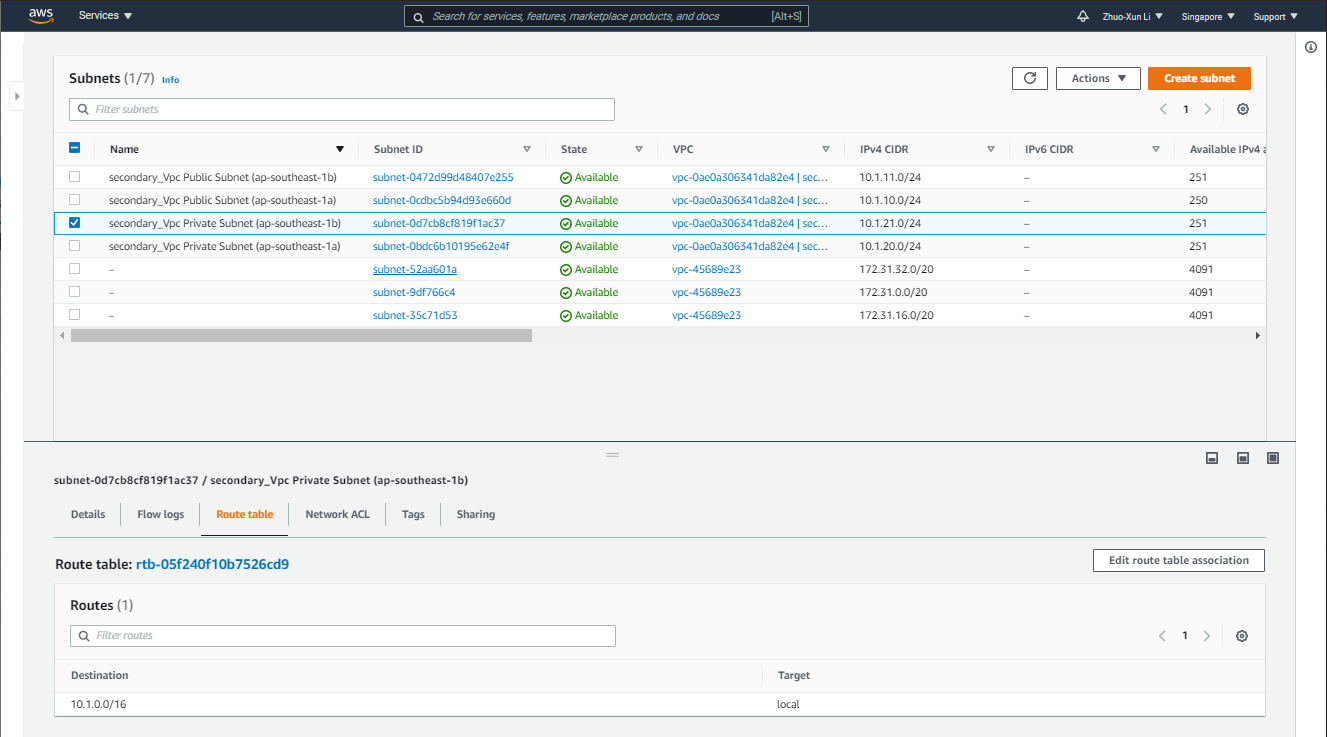 aws Services Search for services, features, marketplace products, and docs [Alt+S] Zhuo-Xun Li Singapore Support
Subnets (1/7) Info Actions Create subnet
Filter subnets 1
Name Subnet ID State VPC IPv4 CIDR IPv6 CIDR Available IPv4 a
secondary_Vpc Public Subnet (ap-southeast-1b) subnet-0472d99d48407e255 Available vpc-0ae0a306341da82e4 | sec... 10.1.11.0/24 – 251
secondary_Vpc Public Subnet (ap-southeast-1a) subnet-0cdbc5b94d93e660d Available vpc-0ae0a306341da82e4 | sec... 10.1.10.0/24 – 250
secondary_Vpc Private Subnet (ap-southeast-1b) subnet-0d7cb8cf819f1ac37 Available vpc-0ae0a306341da82e4 | sec... 10.1.21.0/24 – 251
secondary_Vpc Private Subnet (ap-southeast-1a) subnet-0bdc6b10195e62e4f Available vpc-0ae0a306341da82e4 | sec... 10.1.20.0/24 – 251
– subnet-52aa601a Available vpc-45689e23 172.31.32.0/20 – 4091
– subnet-9df766c4 Available vpc-45689e23 172.31.0.0/20 – 4091
– subnet-35c71d53 Available vpc-45689e23 172.31.16.0/20 – 4091
subnet-0d7cb8cf819f1ac37 / secondary_Vpc Private Subnet (ap-southeast-1b)
Details Flow logs Route table Network ACL Tags Sharing
Route table: rtb-05f240f10b7526cd9 Edit route table association
Routes (1)
Filter routes 1
Destination Target
10.1.0.0/16 local